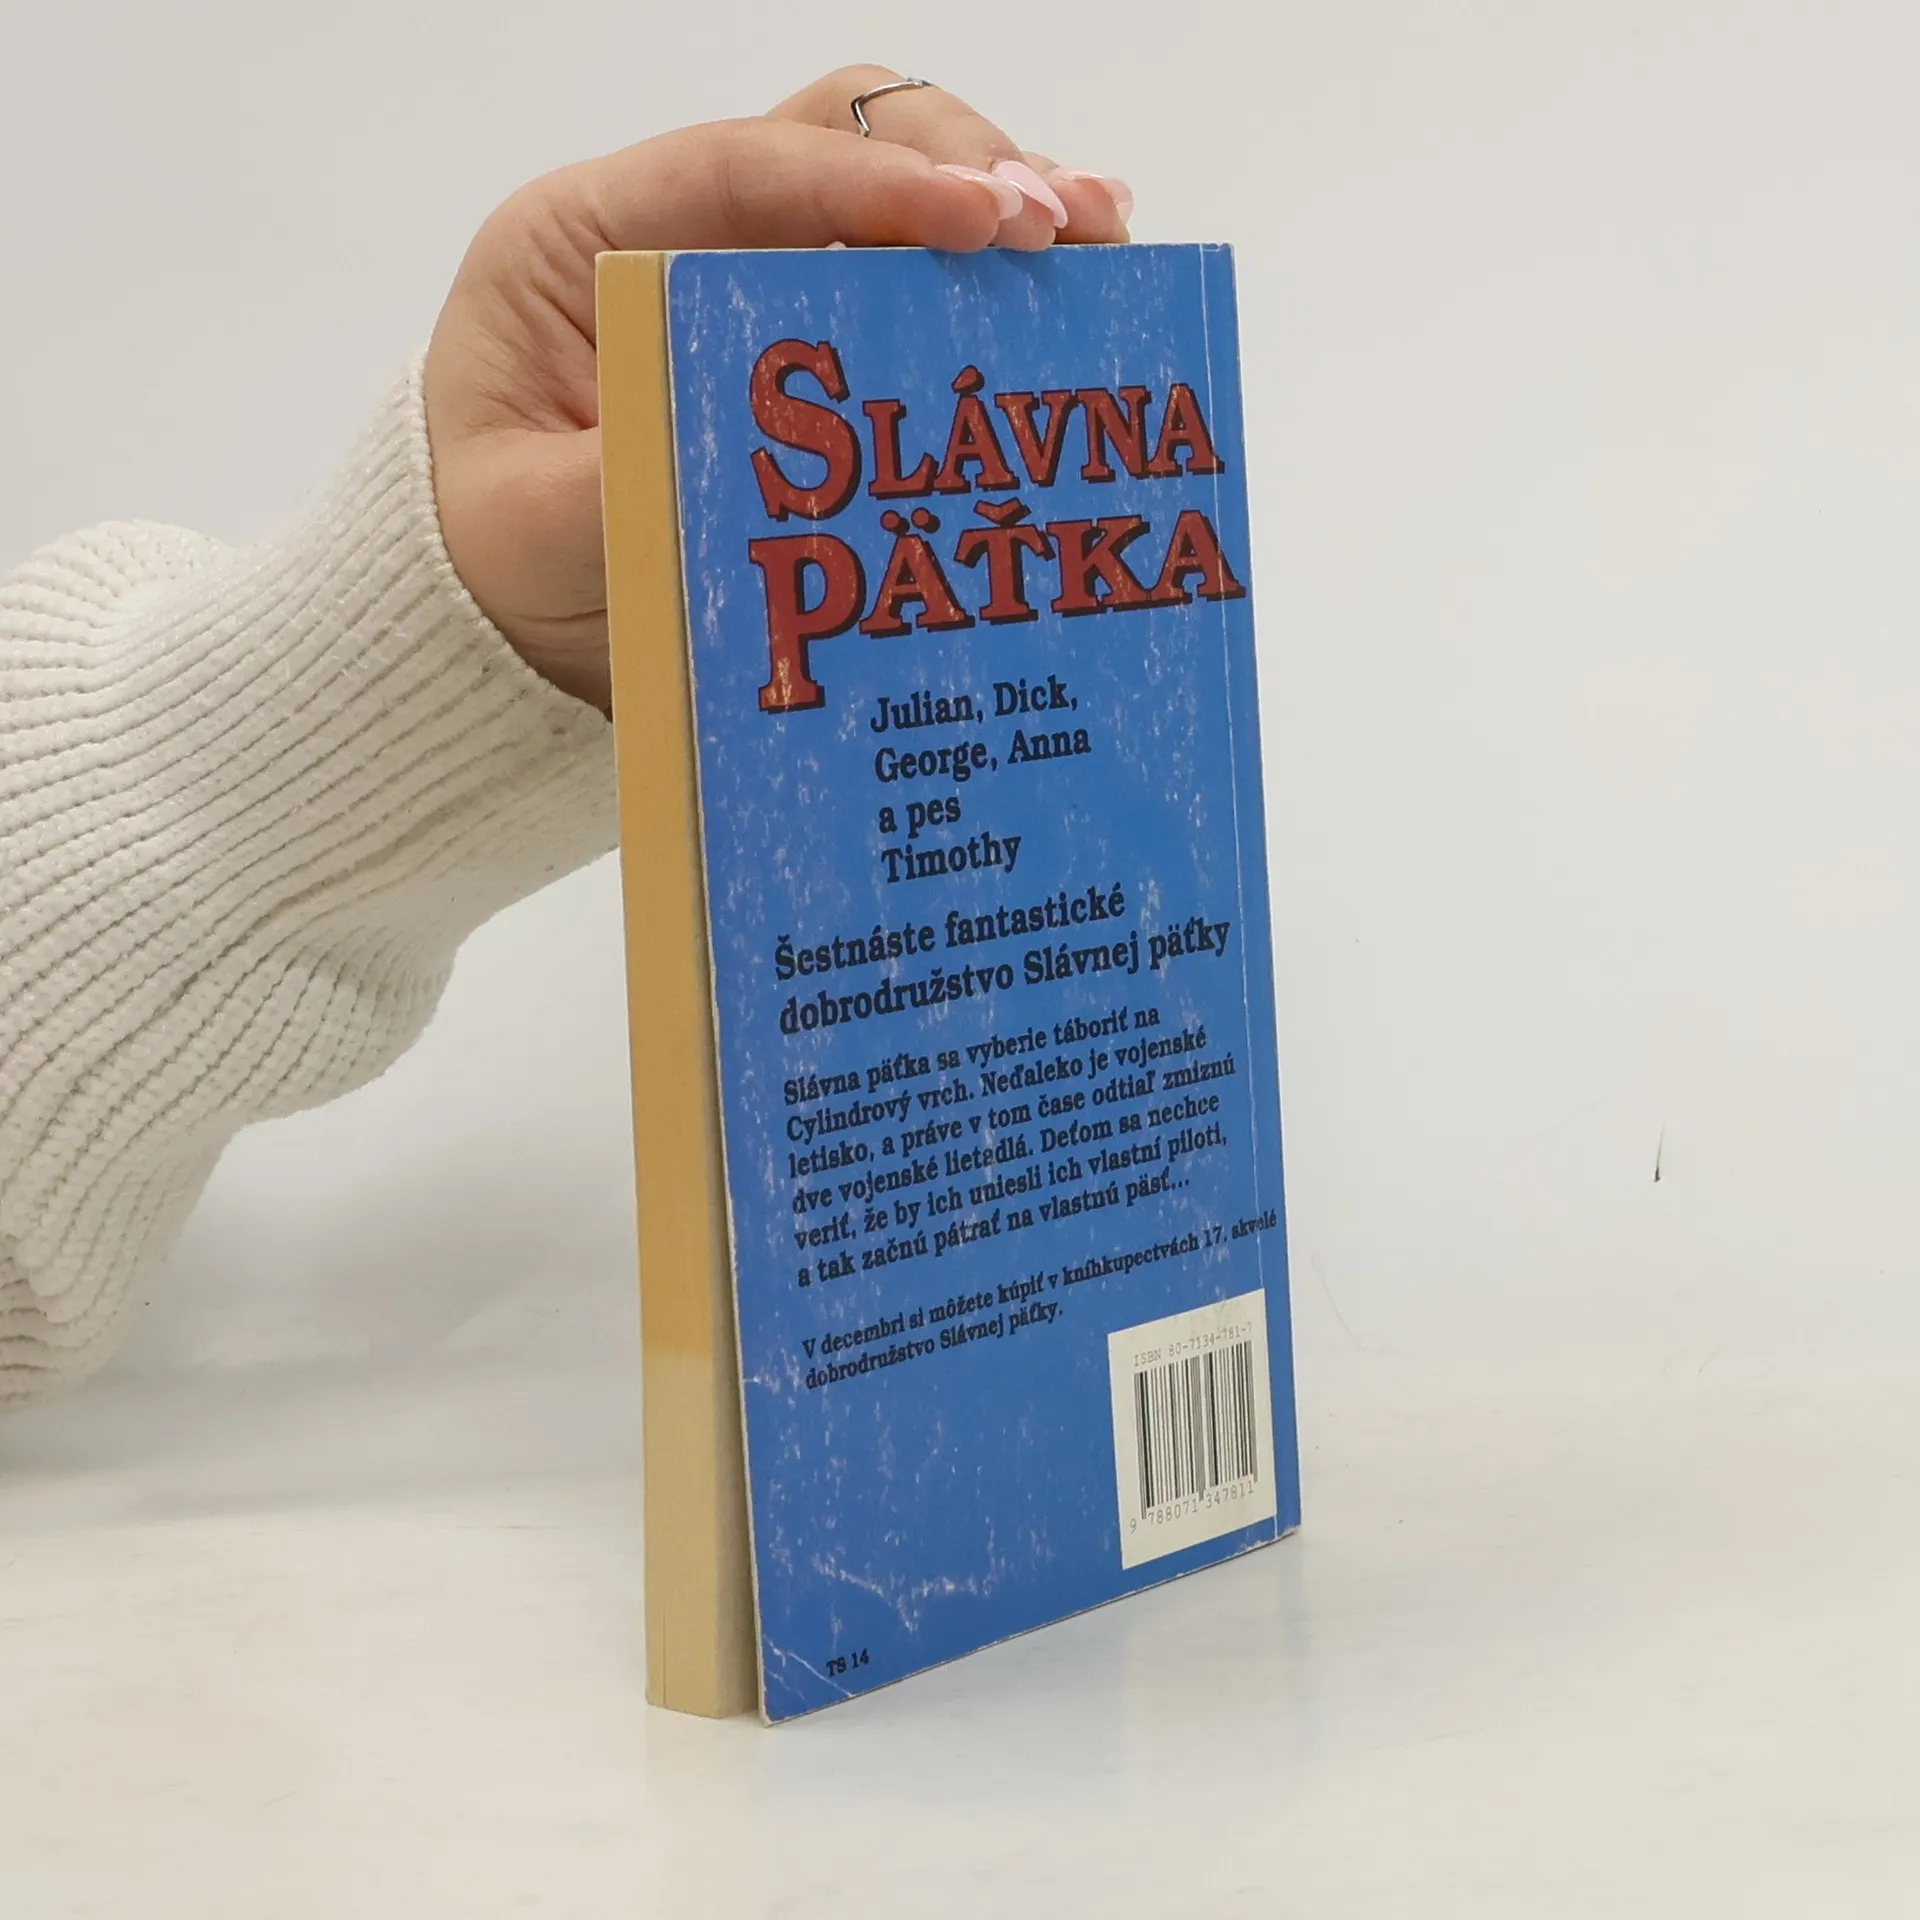 SLÁVNA
PÄŤKA
Julian, Dick,
George, Anna
a pes
Timothy
Šestnáste fantastické
dobrodružstvo Slávnej päťky
Slávna päťka sa vyberie táboriť na
Cylindrový vrch. Neďaleko je vojenské
letisko, a práve v tom čase odtiaľ zmiznú
dve vojenské lietadlá. Deťom sa nechce
veriť, že by ich uniesli ich vlastní piloti,
a tak začnú pátrať na vlastnú päsť...
V decembri si môžete kúpiť v kníhkupectvách 17. skvelé
dobrodružstvo Slávnej päťky.
ISBN 80-7134-781-7
9 788071 347811
TS 14